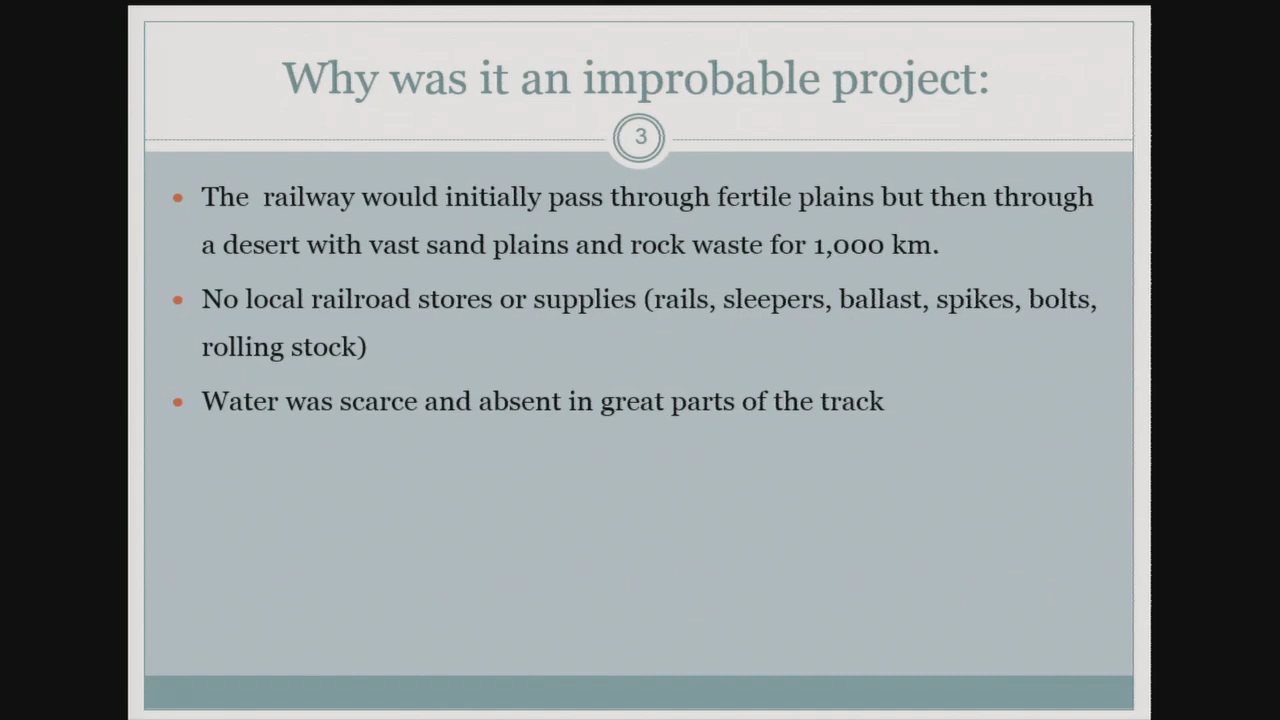 Why was it an improbable project:
3
• The railway would initially pass through fertile plains but then through
a desert with vast sand plains and rock waste for 1,000 km.
• No local railroad stores or supplies (rails, sleepers, ballast, spikes, bolts,
rolling stock)
• Water was scarce and absent in great parts of the track